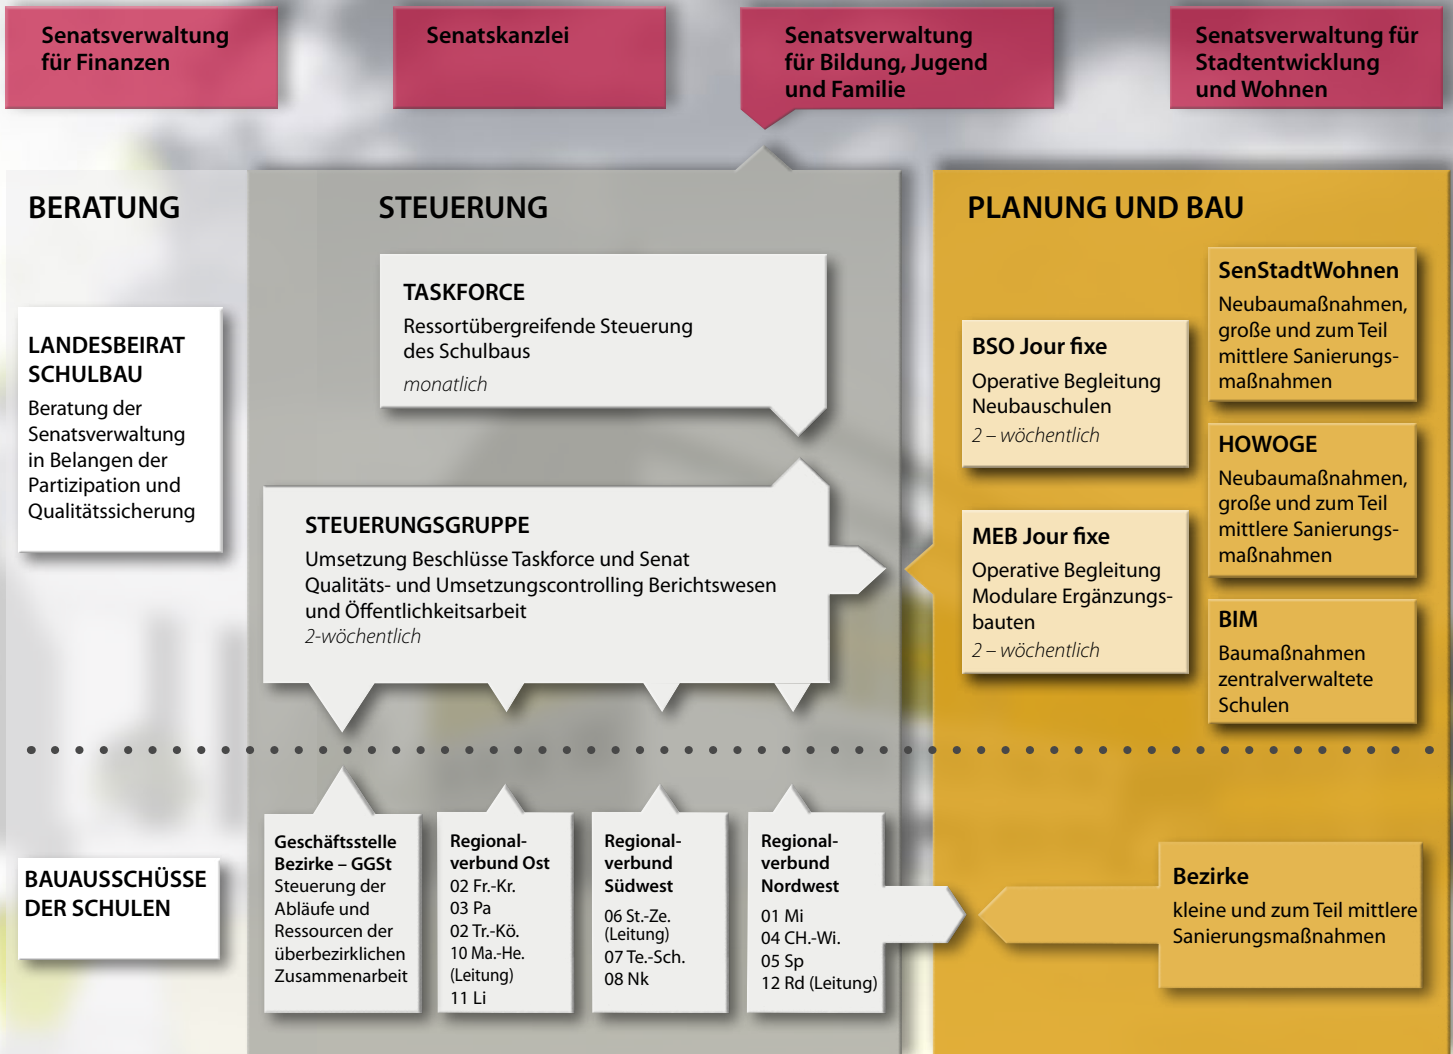 Senatsverwaltung
für Finanzen
Senatskanzlei
Senatsverwaltung
für Bildung, Jugend
und Familie
Senatsverwaltung für
Stadtentwicklung
und Wohnen
BERATUNG
LANDESBEIRAT
SCHULBAU
Beratung der
Senatsverwaltung
in Belangen der
Partizipation und
Qualitätssicherung
BAUAUSSCHÜSSE
DER SCHULEN
STEUERUNG
TASKFORCE
Ressortübergreifende Steuerung
des Schulbaus
monatlich
STEUERUNGSGRUPPE
Umsetzung Beschlüsse Taskforce und Senat
Qualitäts- und Umsetzungscontrolling Berichtswesen
und Öffentlichkeitsarbeit
2-wöchentlich
Geschäftsstelle
Bezirke – GGSt
Steuerung der
Abläufe und
Ressourcen der
überbezirklichen
Zusammenarbeit
Regional-
verbund Ost
02 Fr.-Kr.
03 Pa
02 Tr.-Kö.
10 Ma.-He.
(Leitung)
11 Li
Regional-
verbund
Südwest
06 St.-Ze.
(Leitung)
07 Te.-Sch.
08 Nk
Regional-
verbund
Nordwest
01 Mi
04 CH.-Wi.
05 Sp
12 Rd (Leitung)
PLANUNG UND BAU
BSO Jour fixe
Operative Begleitung
Neubauschulen
2 – wöchentlich
MEB Jour fixe
Operative Begleitung
Modulare Ergänzungs-
bauten
2 – wöchentlich
SenStadtWohnen
Neubaumaßnahmen,
große und zum Teil
mittlere Sanierungs-
maßnahmen
HOWOGE
Neubaumaßnahmen,
große und zum Teil
mittlere Sanierungs-
maßnahmen
BIM
Baumaßnahmen
zentralverwaltete
Schulen
Bezirke
kleine und zum Teil mittlere
Sanierungsmaßnahmen